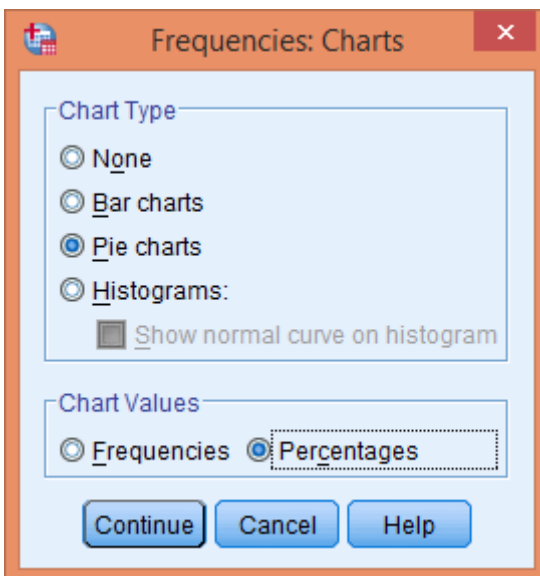 Frequencies: Charts
Chart Type
None
Bar charts
Pie charts
Histograms:
Show normal curve on histogram
Chart Values
Frequencies Percentages
Continue Cancel Help